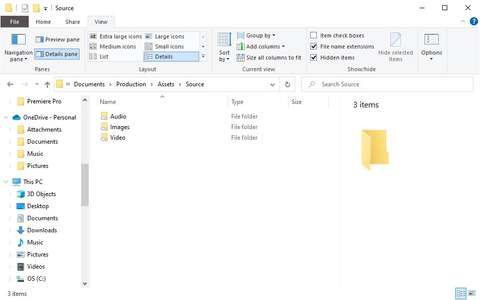 Source
File
Home
Share
View
Navigation pane
Preview pane
Details pane
Extra large icons
Large icons
Medium icons
Small icons
List
Details
Sort by
Group by
Add columns
Size all columns to fit
Item check boxes
File name extensions
Hidden items
Hide selected items
Options
Panes
Layout
Current view
Show/hide
Documents
Production
Assets
Source
Search Source
Premiere Pro
OneDrive - Personal
Attachments
Documents
Music
Pictures
This PC
3D Objects
Desktop
Documents
Downloads
Music
Pictures
Videos
OS (C:)
Name
Type
Size
Audio
File folder
Images
File folder
Video
File folder
3 items
3 items